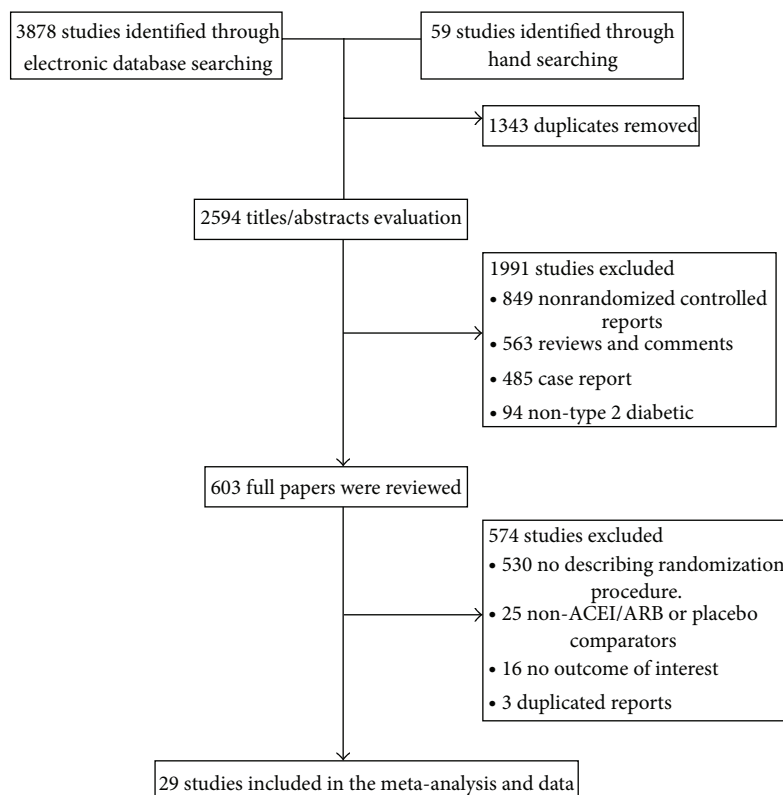 3878 studies identified through
electronic database searching
59 studies identified through
hand searching
1343 duplicates removed
2594 titles/abstracts evaluation
1991 studies excluded
• 849 nonrandomized controlled
reports
• 563 reviews and comments
• 485 case report
• 94 non-type 2 diabetic
603 full papers were reviewed
574 studies excluded
• 530 no describing randomization
procedure.
• 25 non-ACEI/ARB or placebo
comparators
• 16 no outcome of interest
• 3 duplicated reports
29 studies included in the meta-analysis and data